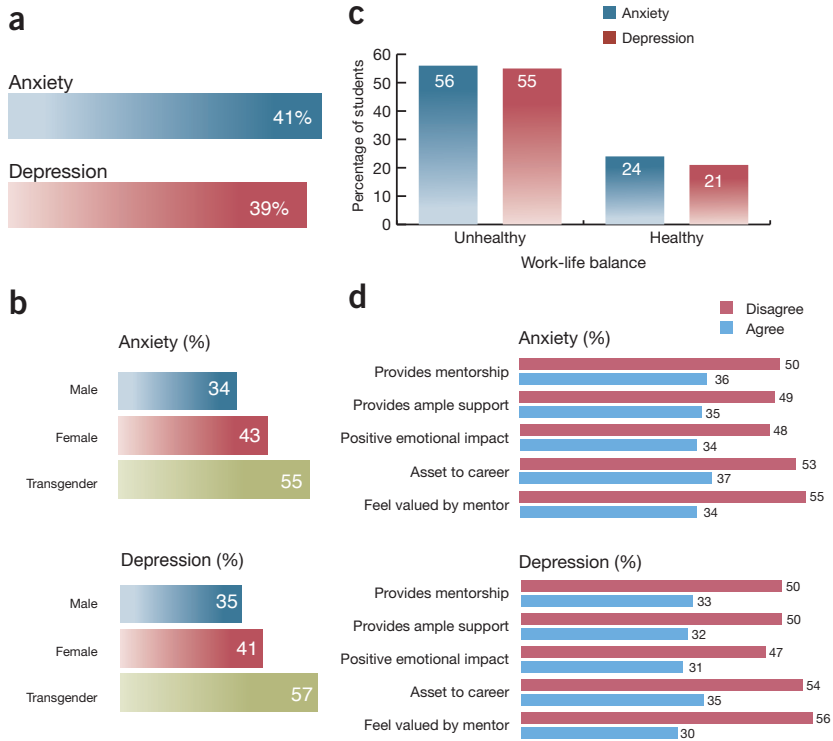 a
Anxiety
41%
Depression
39%
b
Anxiety (%)
Male
34
Female
43
Transgender
55
Depression (%)
Male
35
Female
41
Transgender
57
c
Anxiety
Depression
Percentage of students
60
50
40
30
20
10
0
56
55
24
21
Unhealthy
Healthy
Work-life balance
d
Disagree
Agree
Anxiety (%)
Provides mentorship
50
36
Provides ample support
49
35
Positive emotional impact
48
34
Asset to career
53
37
Feel valued by mentor
55
34
Depression (%)
Provides mentorship
50
33
Provides ample support
50
32
Positive emotional impact
47
31
Asset to career
54
35
Feel valued by mentor
56
30